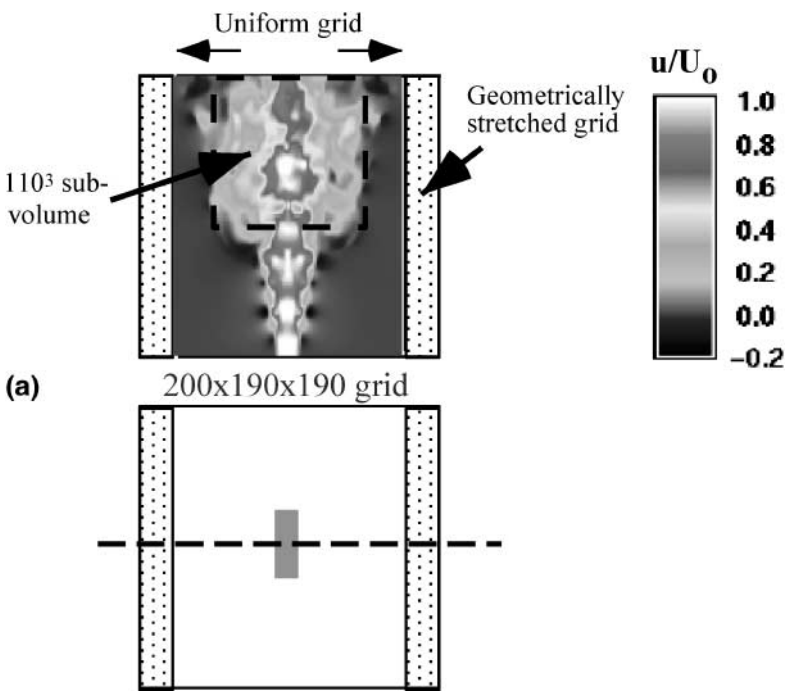 Uniform grid
u/Uₒ
Geometrically
stretched grid
110³ sub-
volume
1.0
0.8
0.6
0.4
0.2
0.0
-0.2
(a)
200x190x190 grid